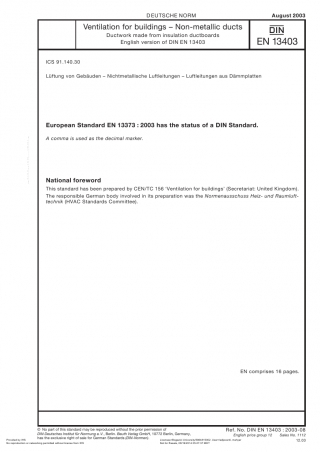 DEUTSCHE NORM
August 2003
Ventilation for buildings – Non-metallic ducts
Ductwork made from insulation ductboards
English version of DIN EN 13403
DIN
EN 13403
ICS 91.140.30
Lüftung von Gebäuden – Nichtmetallische Luftleitungen – Luftleitungen aus Dämmplatten
European Standard EN 13373 : 2003 has the status of a DIN Standard.
A comma is used as the decimal marker.
National foreword
This standard has been prepared by CEN/TC 156 'Ventilation for buildings' (Secretariat: United Kingdom).
The responsible German body involved in its preparation was the Normenausschuss Heiz- und Raumluft-
technik (HVAC Standards Committee).
EN comprises 18 pages.
© No part of this standard may be reproduced without the prior permission of
DIN Deutsches Institut für Normung e.V., Berlin. Beuth Verlag GmbH, 10772 Berlin, Germany,
has the exclusive right of sale for German Standards (DIN-Normen).
Ref. No. DIN EN 13403 : 2003-08
English price group 12 Sales No. 1112
12.03